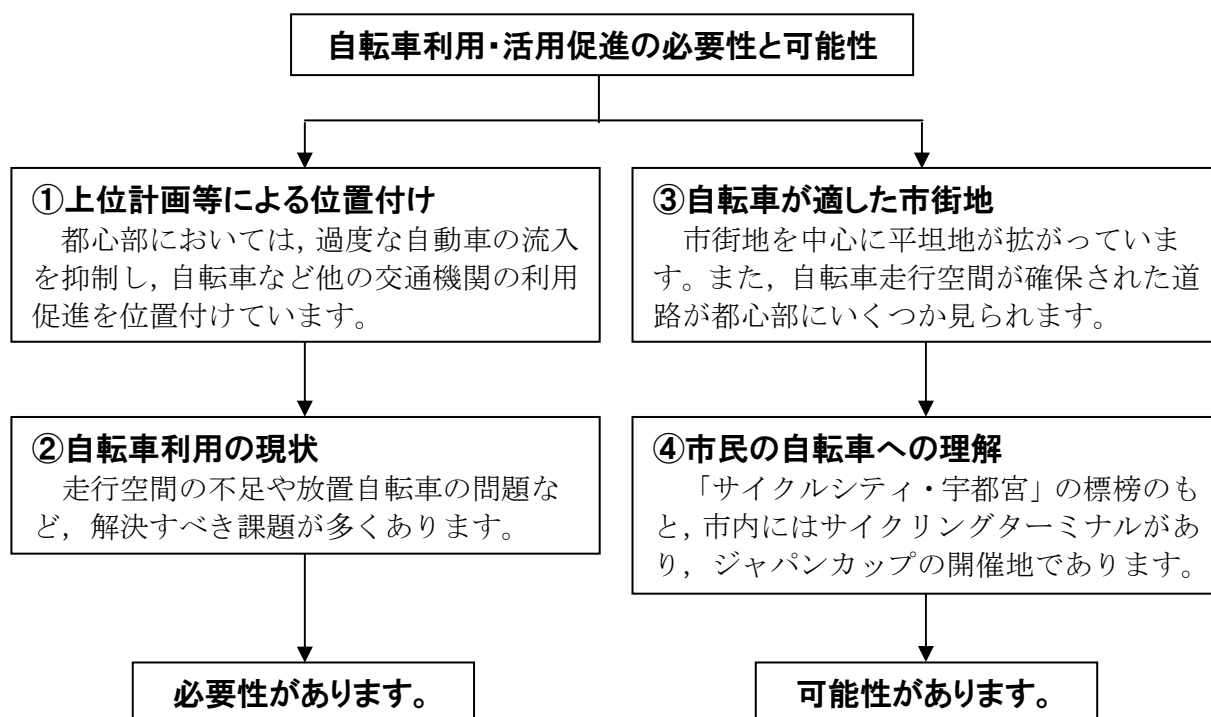 自転車利用・活用促進の必要性と可能性
①上位計画等による位置付け
都心部においては，過度な自動車の流入
を抑制し，自転車など他の交通機関の利用
促進を位置付けています。
②自転車利用の現状
走行空間の不足や放置自転車の問題な
ど，解決すべき課題が多くあります。
必要性があります。
③自転車が適した市街地
市街地を中心に平坦地が拡がっていま
す。また，自転車走行空間が確保された道
路が都心部にいくつか見られます。
④市民の自転車への理解
「サイクルシティ・宇都宮」の標榜のも
と，市内にはサイクリングターミナルがあ
り，ジャパンカップの開催地であります。
可能性があります。